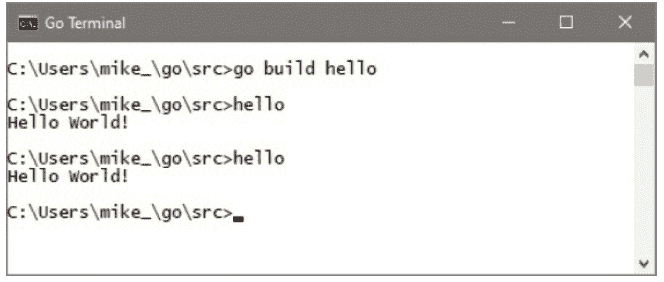 Go Terminal
C:\Users\mike_\go\src>go build hello
C:\Users\mike_\go\src>hello
Hello World!
C:\Users\mike_\go\src>hello
Hello World!
C:\Users\mike_\go\src>